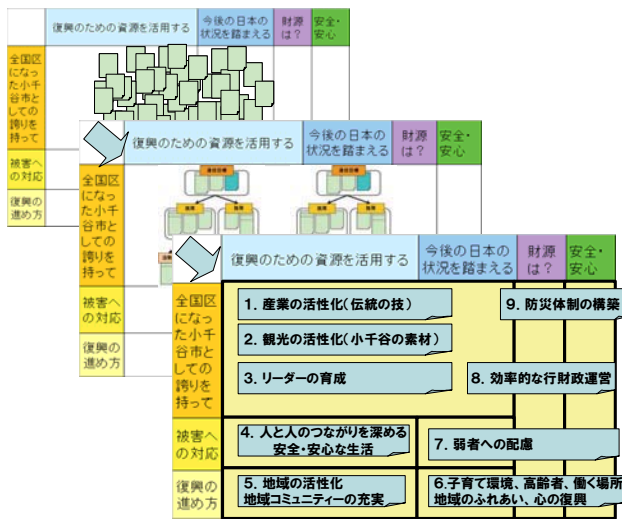 復興のための資源を活用する
今後の日本の
状況を踏まえる
財源
は？
安全・
安心
全国区
になっ
た小千
谷市と
しての
誇りを
持って
被害へ
の対応
復興の
進め方
復興のための資源を活用する
今後の日本の
状況を踏まえる
財源
は？
安全・
安心
全国区
になっ
た小千
谷市と
しての
誇りを
持って
被害へ
の対応
復興の
進め方
復興のための資源を活用する
今後の日本の
状況を踏まえる
財源
は？
安全・
安心
全国区
になっ
た小千
谷市と
しての
誇りを
持って
1. 産業の活性化（伝統の技）
9. 防災体制の構築
2. 観光の活性化（小千谷の素材）
3. リーダーの育成
8. 効率的な行財政運営
被害へ
の対応
4. 人と人のつながりを深める
安全・安心な生活
7. 弱者への配慮
復興の
進め方
5. 地域の活性化
地域コミュニティーの充実
6.子育て環境、高齢者、働く場所
地域のふれあい、心の復興